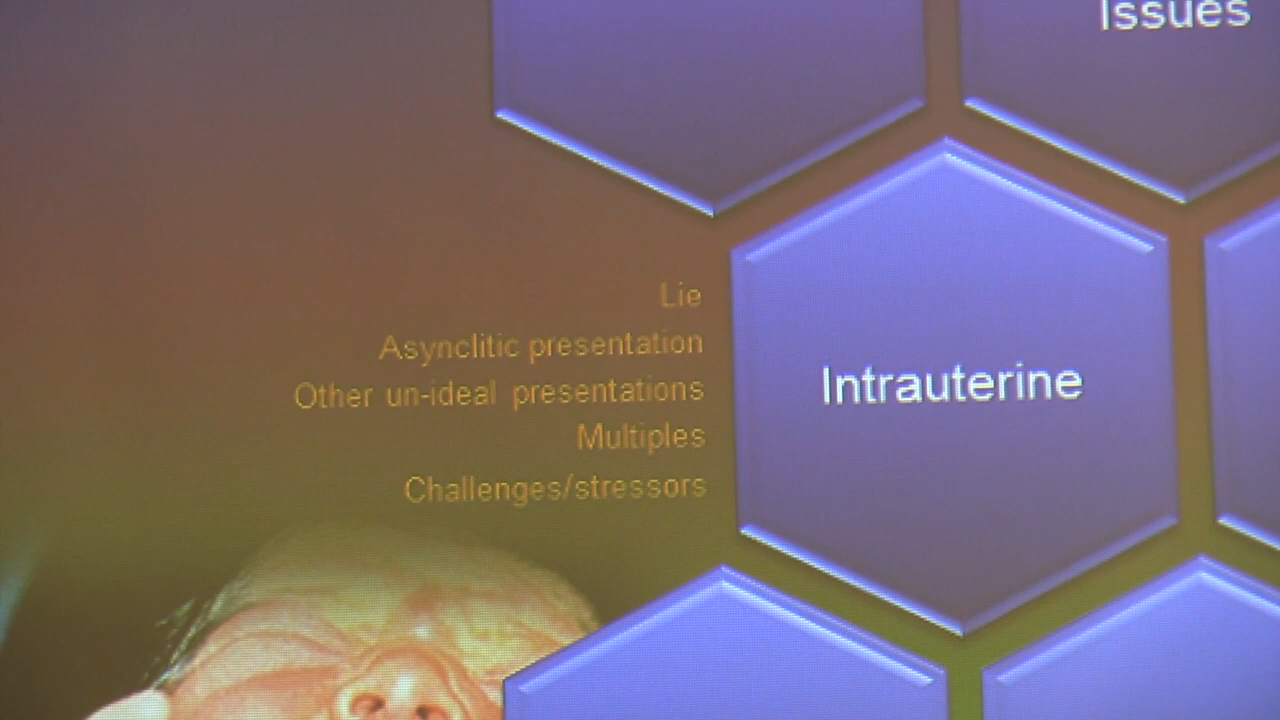 Issues
Lie
Asynclitic presentation
Other un-ideal presentations
Multiples
Challenges/stressors
Intrauterine